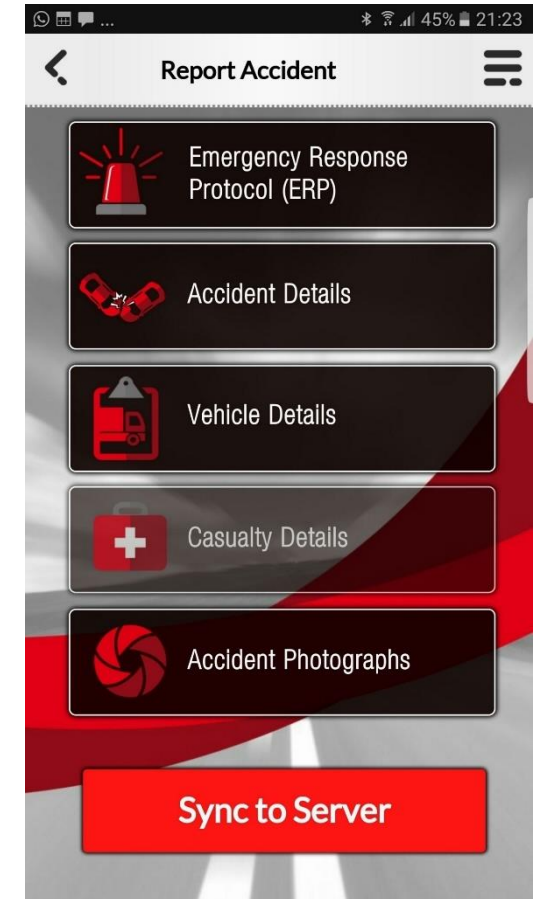 ... 45% 21:23
Report Accident
Emergency Response
Protocol (ERP)
Accident Details
Vehicle Details
Casualty Details
Accident Photographs
Sync to Server